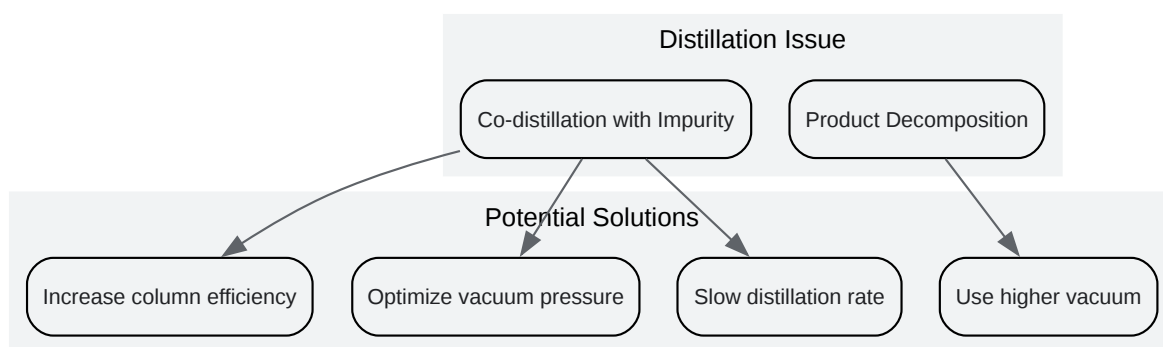 Distillation Issue
Co-distillation with Impurity
Product Decomposition
Potential Solutions
Increase column efficiency
Optimize vacuum pressure
Slow distillation rate
Use higher vacuum